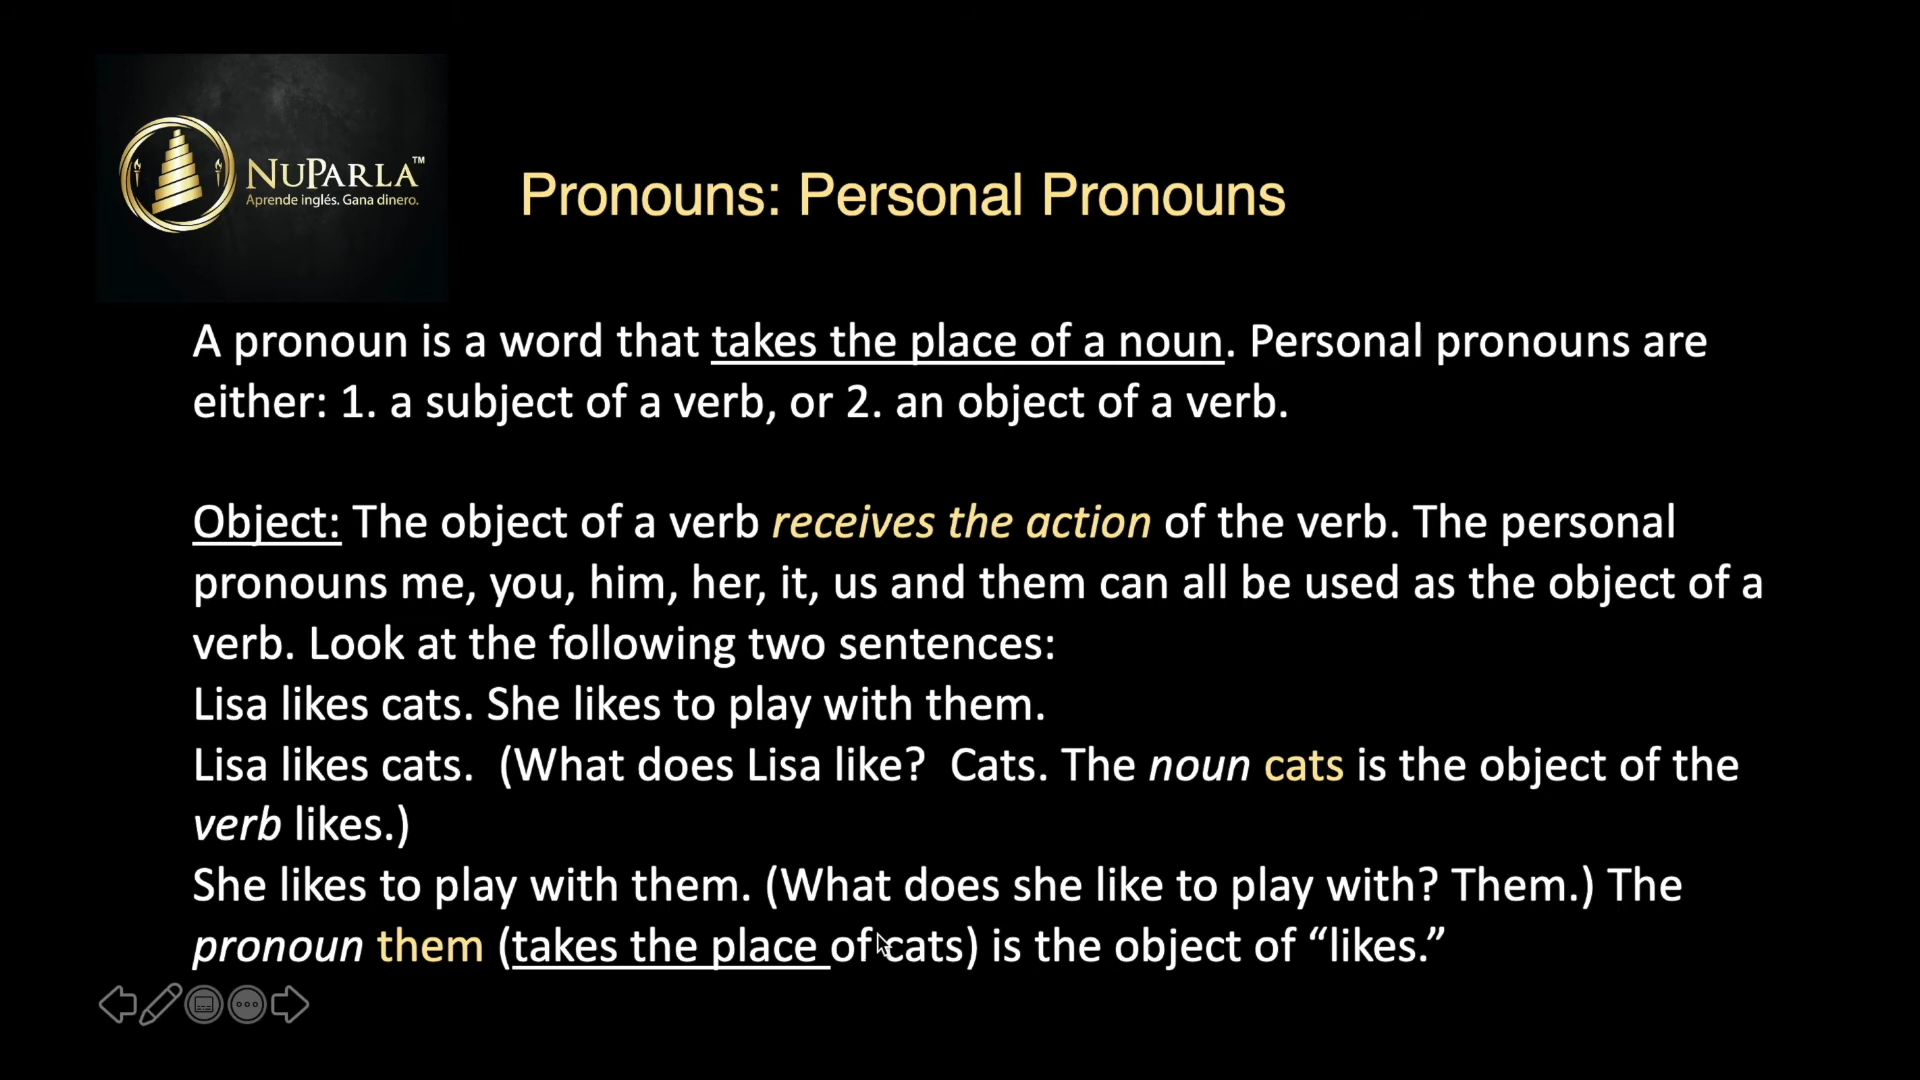 NUPARLA™
Aprende inglés. Gana dinero.
Pronouns: Personal Pronouns
A pronoun is a word that takes the place of a noun. Personal pronouns are
either: 1. a subject of a verb, or 2. an object of a verb.
Object: The object of a verb receives the action of the verb. The personal
pronouns me, you, him, her, it, us and them can all be used as the object of a
verb. Look at the following two sentences:
Lisa likes cats. She likes to play with them.
Lisa likes cats.  (What does Lisa like?  Cats. The noun cats is the object of the
verb likes.)
She likes to play with them. (What does she like to play with? Them.) The
pronoun them (takes the place of cats) is the object of “likes.”